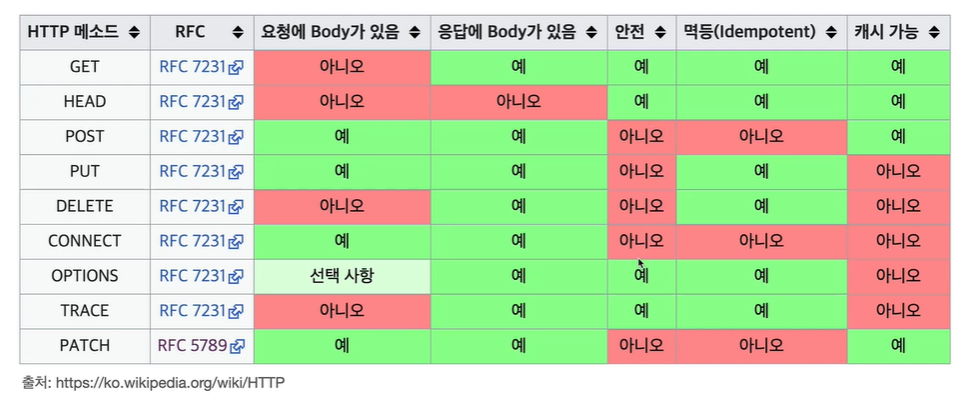 HTTP 메소드 RFC 요청에 Body가 있음 응답에 Body가 있음 안전 멱등(Idempotent) 캐시 가능
GET RFC 7231 아니오 예 예 예 예
HEAD RFC 7231 아니오 아니오 예 예 예
POST RFC 7231 예 예 아니오 아니오 예
PUT RFC 7231 예 예 아니오 예 아니오
DELETE RFC 7231 아니오 예 아니오 예 아니오
CONNECT RFC 7231 예 예 아니오 아니오 아니오
OPTIONS RFC 7231 선택 사항 예 예 예 아니오
TRACE RFC 7231 아니오 예 예 예 아니오
PATCH RFC 5789 예 예 아니오 아니오 예
출처: https://ko.wikipedia.org/wiki/HTTP